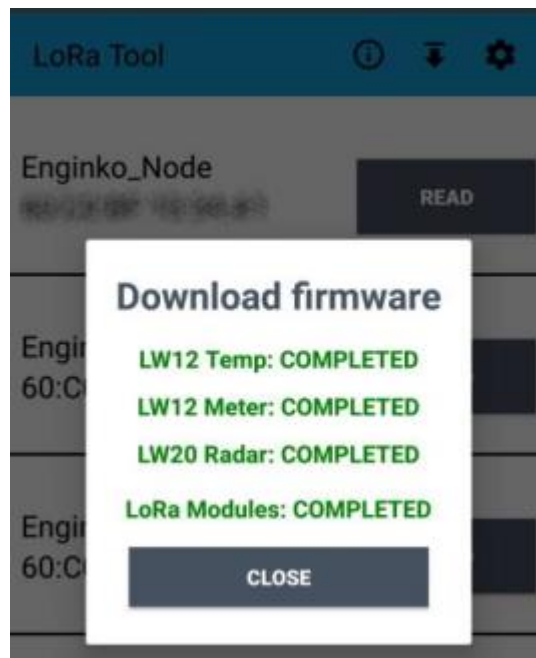 LoRa Tool
Enginko_Node
READ
Download firmware
LW12 Temp: COMPLETED
LW12 Meter: COMPLETED
LW20 Radar: COMPLETED
LoRa Modules: COMPLETED
CLOSE